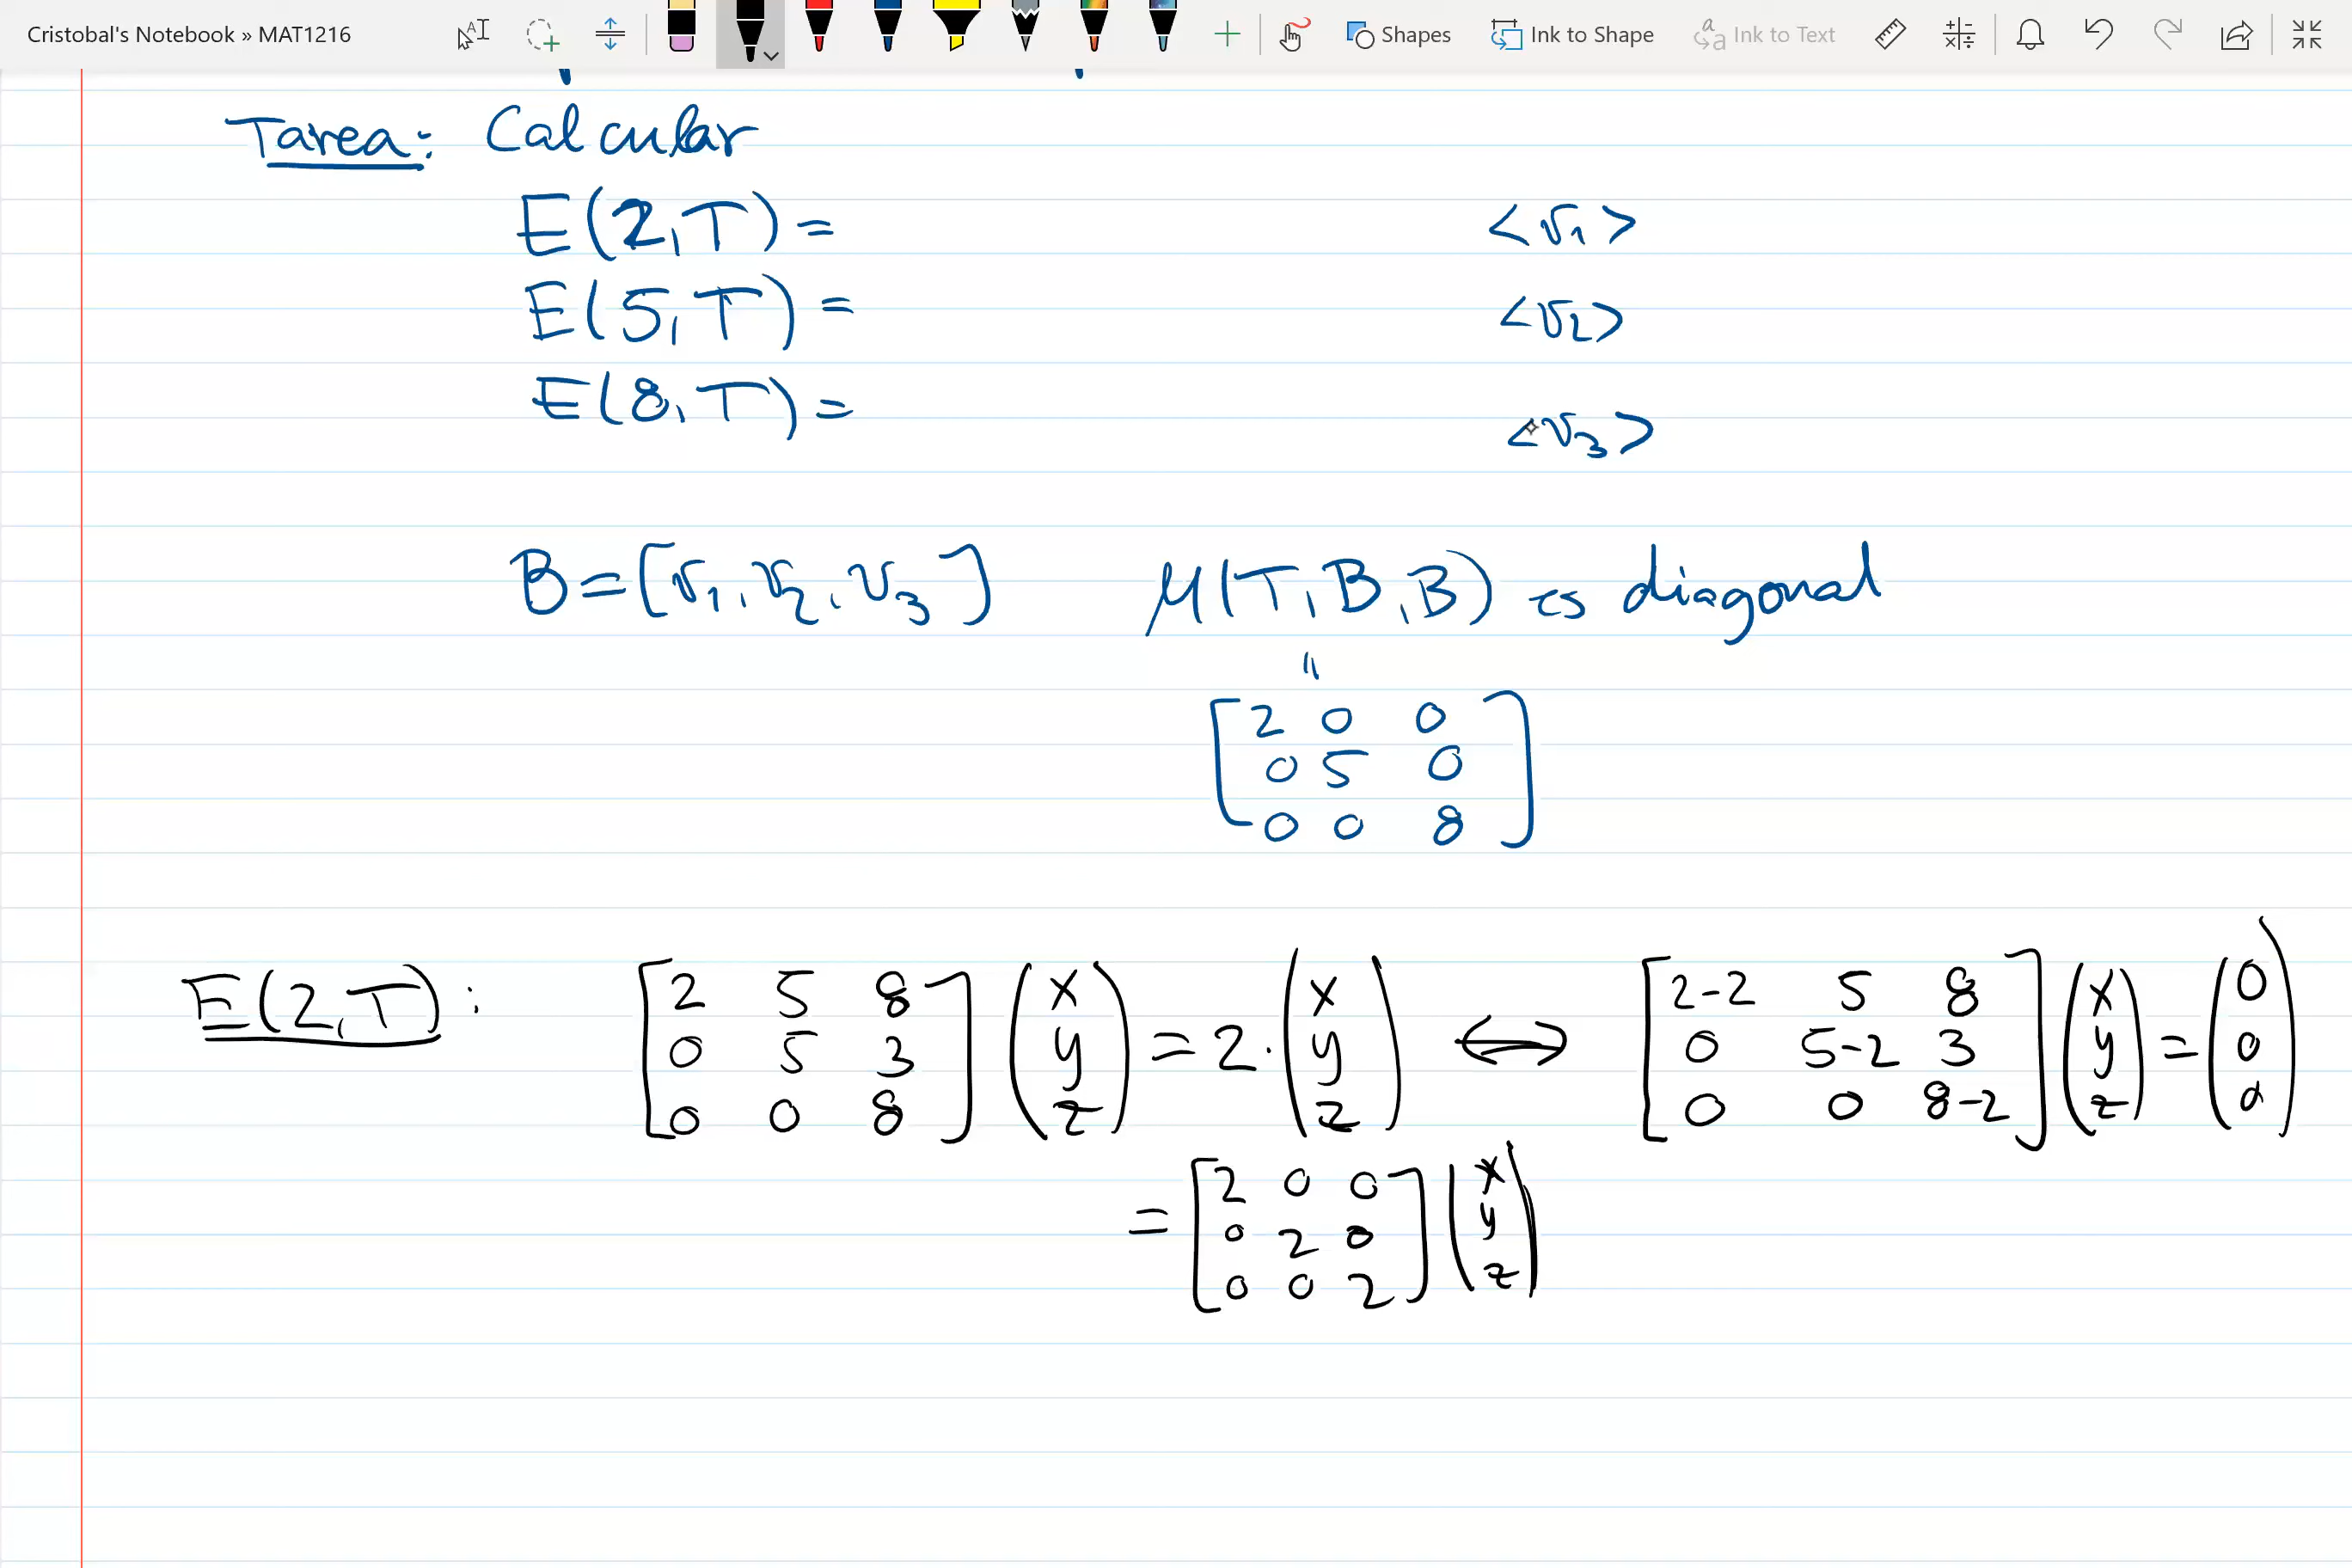 Cristobal's Notebook » MAT1216 Shapes Ink to Shape Ink to Text
Tarea: Calcular
E(2,T) = <v1>
E(5,T) = <v2>
E(8,T) = <v3>
B = [v1, v2, v3] M(T,B,B) es diagonal
"
[2 0 0
0 5 0
0 0 8]
E(2,T): [2 5 8; 0 5 3; 0 0 8] (x y z) = 2·(x y z) ⟺ [2-2 5 8; 0 5-2 3; 0 0 8-2] (x y z) = (0 0 0)
= [2 0 0; 0 2 0; 0 0 2] (x y z)